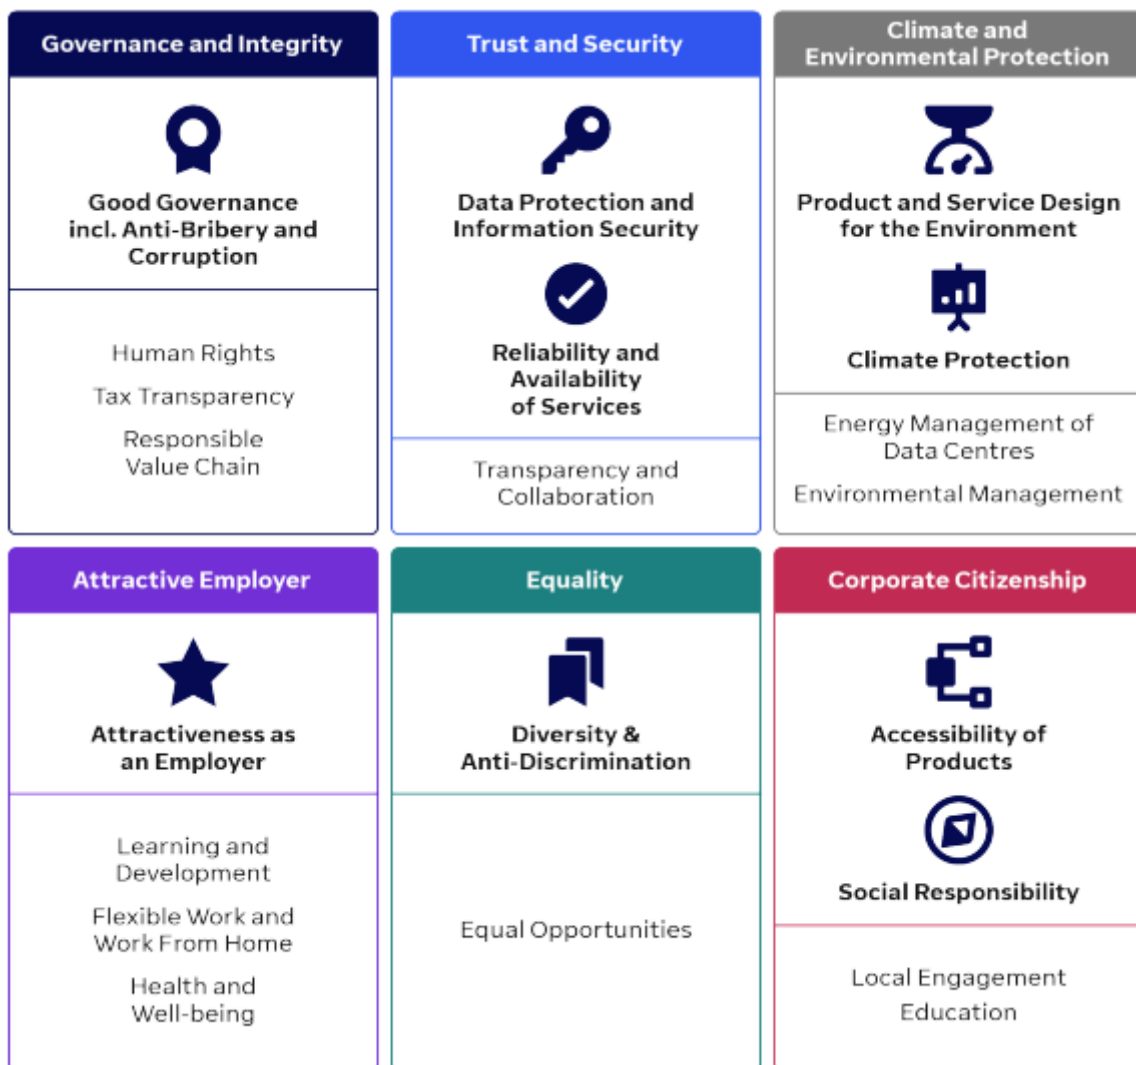 Governance and Integrity
Good Governance
incl. Anti-Bribery and
Corruption
Human Rights
Tax Transparency
Responsible
Value Chain
Trust and Security
Data Protection and
Information Security
Reliability and
Availability
of Services
Transparency and
Collaboration
Climate and
Environmental Protection
Product and Service Design
for the Environment
Climate Protection
Energy Management of
Data Centres
Environmental Management
Attractive Employer
Attractiveness as
an Employer
Learning and
Development
Flexible Work and
Work From Home
Health and
Well-being
Equality
Diversity &
Anti-Discrimination
Equal Opportunities
Corporate Citizenship
Accessibility of
Products
Social Responsibility
Local Engagement
Education